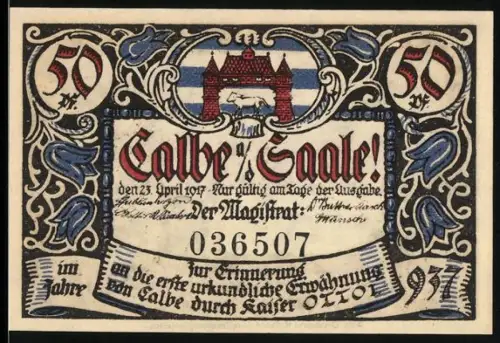 50 Pf. 50 Pf
Calbe a/d Saale!
den 23. April 1917 · Nur gültig am Tage der Ausgabe.
Der Magistrat:
036507
zur Erinnerung
im Jahre an die erste urkundliche Erwähnung 937
von Calbe durch Kaiser OTTO I